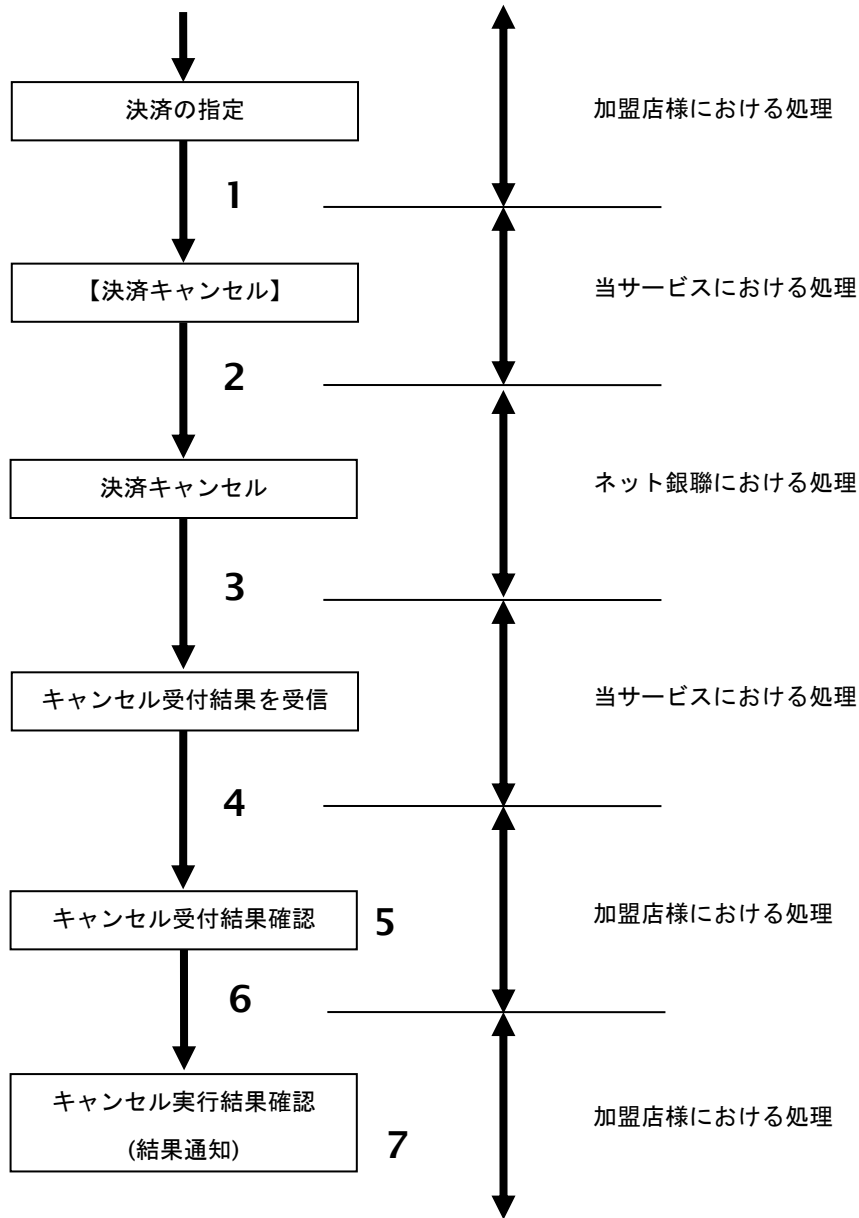 決済の指定
加盟店様における処理
1
【決済キャンセル】
当サービスにおける処理
2
決済キャンセル
ネット銀聯における処理
3
キャンセル受付結果を受信
当サービスにおける処理
4
キャンセル受付結果確認
5
加盟店様における処理
6
キャンセル実行結果確認
(結果通知)
7
加盟店様における処理